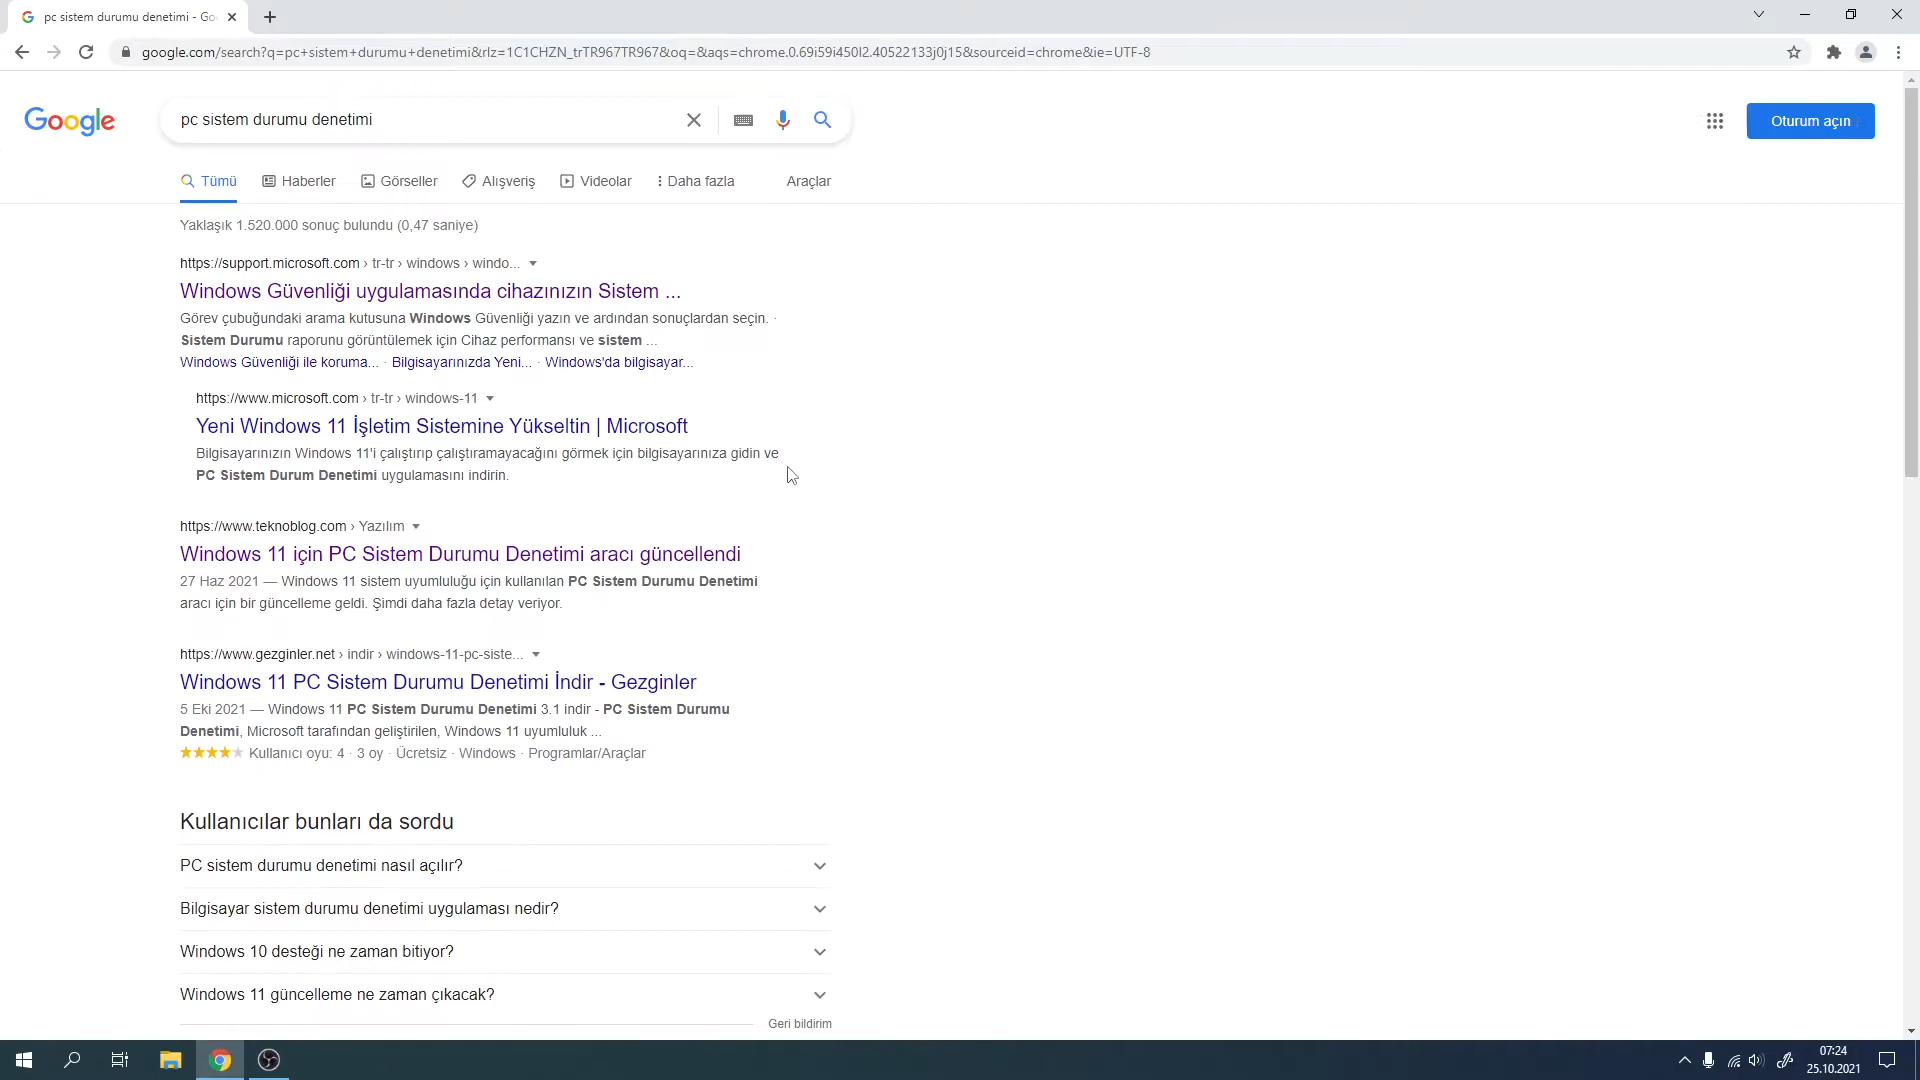 pc sistem durumu denetimi - Go
google.com/search?q=pc+sistem+durumu+denetimi&rlz=1C1CHZN_trTR967TR967&oq=&aqs=chrome.0.69i59i450l2.40522133j0j15&sourceid=chrome&ie=UTF-8
Google
pc sistem durumu denetimi
Oturum açın
Tümü Haberler Görseller Alışveriş Videolar Daha fazla Araçlar
Yaklaşık 1.520.000 sonuç bulundu (0,47 saniye)
https://support.microsoft.com › tr-tr › windows › windo...
Windows Güvenliği uygulamasında cihazınızın Sistem ...
Görev çubuğundaki arama kutusuna Windows Güvenliği yazın ve ardından sonuçlardan seçin. ·
Sistem Durumu raporunu görüntülemek için Cihaz performansı ve sistem ...
Windows Güvenliği ile koruma... · Bilgisayarınızda Yeni... · Windows'da bilgisayar...
https://www.microsoft.com › tr-tr › windows-11
Yeni Windows 11 İşletim Sistemine Yükseltin | Microsoft
Bilgisayarınızın Windows 11'i çalıştırıp çalıştıramayacağını görmek için bilgisayarınıza gidin ve
PC Sistem Durum Denetimi uygulamasını indirin.
https://www.teknoblog.com › Yazılım
Windows 11 için PC Sistem Durumu Denetimi aracı güncellendi
27 Haz 2021 — Windows 11 sistem uyumluluğu için kullanılan PC Sistem Durumu Denetimi
aracı için bir güncelleme geldi. Şimdi daha fazla detay veriyor.
https://www.gezginler.net › indir › windows-11-pc-siste...
Windows 11 PC Sistem Durumu Denetimi İndir - Gezginler
5 Eki 2021 — Windows 11 PC Sistem Durumu Denetimi 3.1 indir - PC Sistem Durumu
Denetimi, Microsoft tarafından geliştirilen, Windows 11 uyumluluk ...
Kullanıcı oyu: 4 · 3 oy · Ücretsiz · Windows · Programlar/Araçlar
Kullanıcılar bunları da sordu
PC sistem durumu denetimi nasıl açılır?
Bilgisayar sistem durumu denetimi uygulaması nedir?
Windows 10 desteği ne zaman bitiyor?
Windows 11 güncelleme ne zaman çıkacak?
Geri bildirim
07:24
25.10.2021